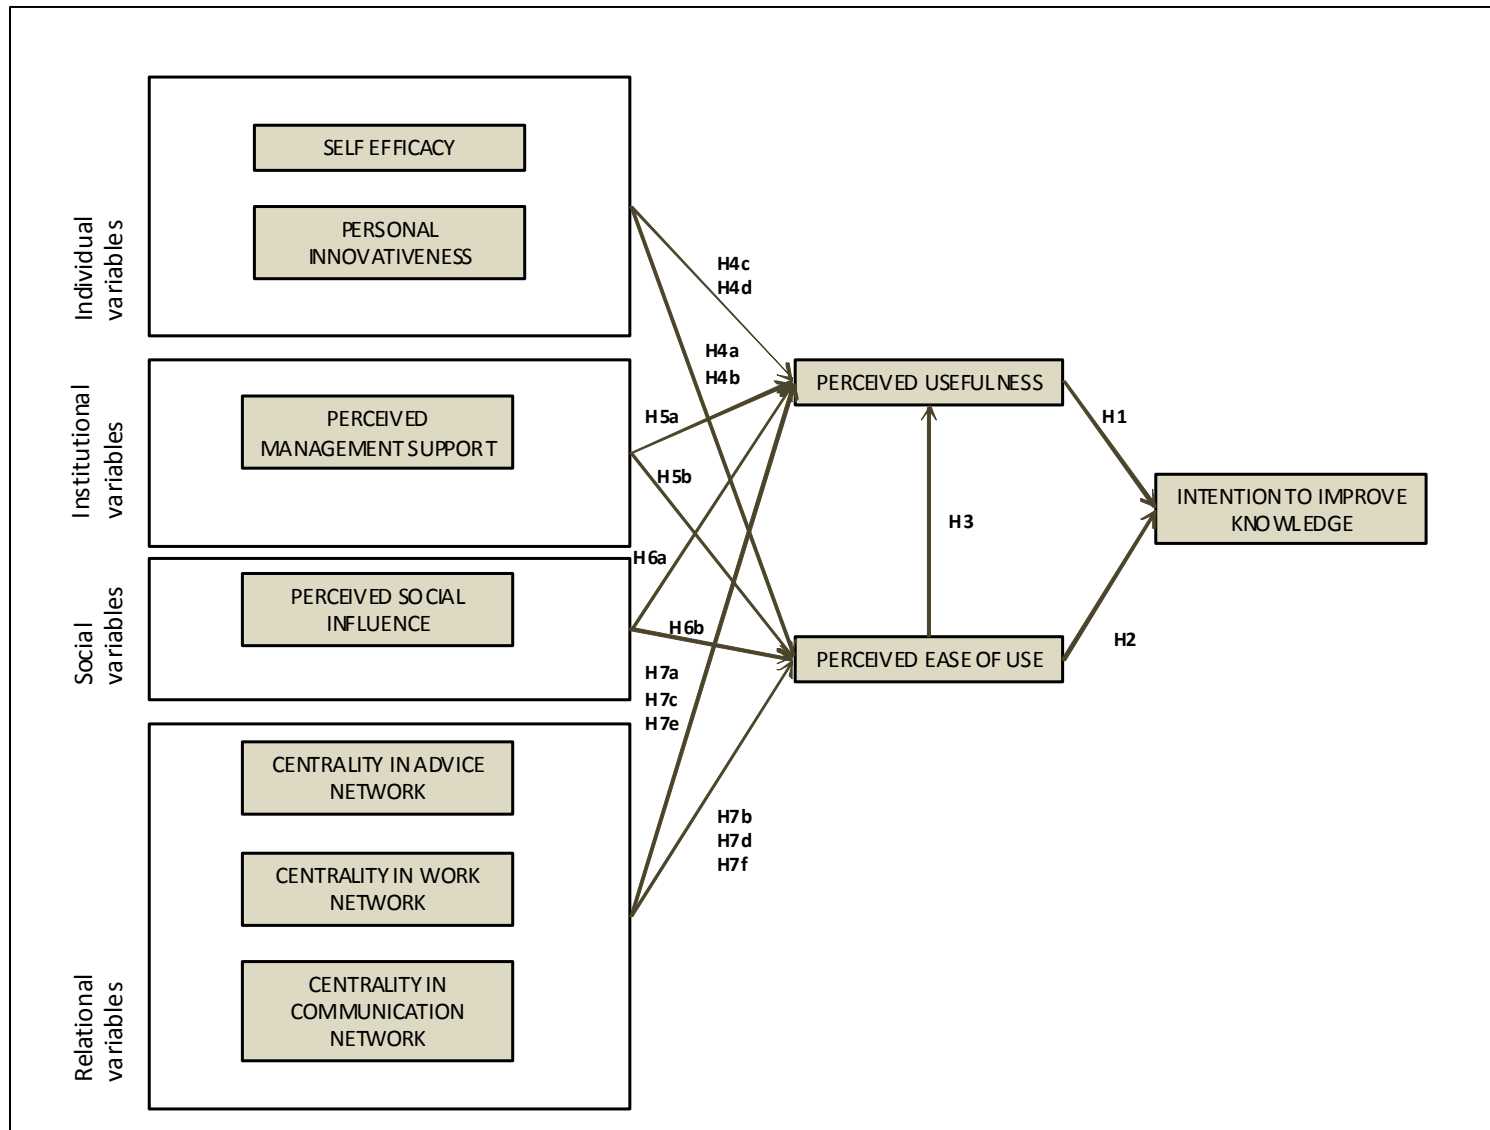 Individual
variables
SELF EFFICACY
PERSONAL
INNOVATIVENESS
Institutional
variables
PERCEIVED
MANAGEMENT SUPPORT
Social
variables
PERCEIVED SOCIAL
INFLUENCE
Relational
variables
CENTRALITY IN ADVICE
NETWORK
CENTRALITY IN WORK
NETWORK
CENTRALITY IN
COMMUNICATION
NETWORK
H4c
H4d
H4a
H4b
H5a
H5b
H6a
H6b
H7a
H7c
H7e
H7b
H7d
H7f
PERCEIVED USEFULNESS
H3
PERCEIVED EASE OF USE
H1
H2
INTENTION TO IMPROVE
KNOWLEDGE